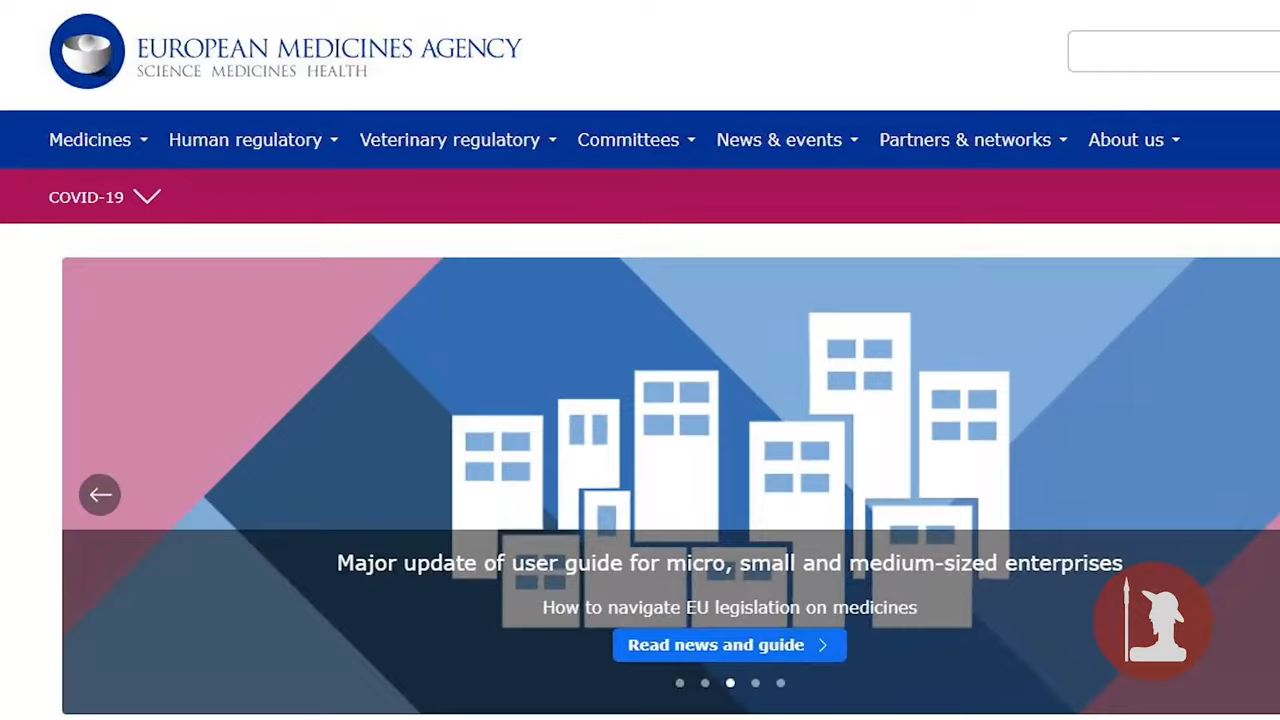 EUROPEAN MEDICINES AGENCY
SCIENCE MEDICINES HEALTH
Medicines Human regulatory Veterinary regulatory Committees News & events Partners & networks About us
COVID-19
Major update of user guide for micro, small and medium-sized enterprises
How to navigate EU legislation on medicines
Read news and guide